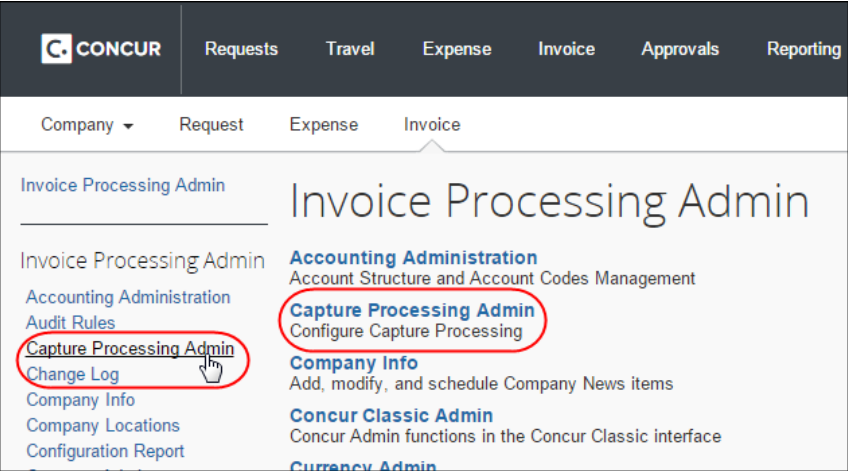 C. CONCUR Requests Travel Expense Invoice Approvals Reporting
Company Request Expense Invoice
Invoice Processing Admin
Invoice Processing Admin
Accounting Administration
Audit Rules
Capture Processing Admin
Change Log
Company Info
Company Locations
Configuration Report
Invoice Processing Admin
Accounting Administration
Account Structure and Account Codes Management
Capture Processing Admin
Configure Capture Processing
Company Info
Add, modify, and schedule Company News items
Concur Classic Admin
Concur Admin functions in the Concur Classic interface
Currency Admin